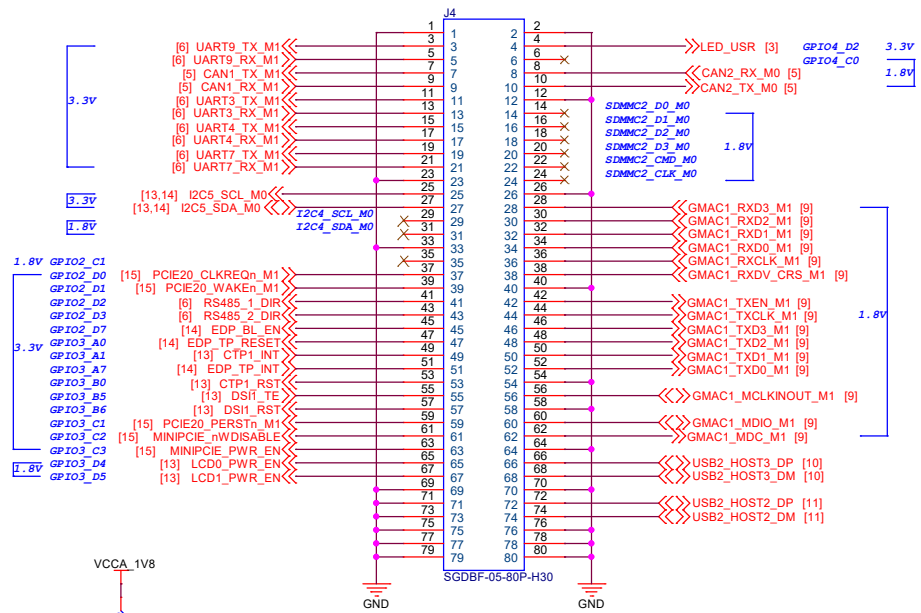 J4
1 1 2 2
[6] UART9_TX_M1 3 3 4 4 LED_USR [3] GPIO4_D2 3.3V
[6] UART9_RX_M1 5 5 6 6 GPIO4_C0
[5] CAN1_TX_M1 7 7 8 8 CAN2_RX_M0 [5] 1.8V
[5] CAN1_RX_M1 9 9 10 10 CAN2_TX_M0 [5]
3.3V [6] UART3_TX_M1 11 11 12 12
[6] UART3_RX_M1 13 13 14 14 SDMMC2_D0_M0
[6] UART4_TX_M1 15 15 16 16 SDMMC2_D1_M0
[6] UART4_RX_M1 17 17 18 18 SDMMC2_D2_M0
[6] UART7_TX_M1 19 19 20 20 SDMMC2_D3_M0 1.8V
[6] UART7_RX_M1 21 21 22 22 SDMMC2_CMD_M0
23 23 24 24 SDMMC2_CLK_M0
3.3V [13,14] I2C5_SCL_M0 25 25 26 26
[13,14] I2C5_SDA_M0 27 27 28 28 GMAC1_RXD3_M1 [9]
1.8V I2C4_SCL_M0 29 29 30 30 GMAC1_RXD2_M1 [9]
I2C4_SDA_M0 31 31 32 32 GMAC1_RXD1_M1 [9]
33 33 34 34 GMAC1_RXD0_M1 [9]
1.8V GPIO2_C1 35 35 36 36 GMAC1_RXCLK_M1 [9]
GPIO2_D0 [15] PCIE20_CLKREQn_M1 37 37 38 38 GMAC1_RXDV_CRS_M1 [9]
GPIO2_D1 [15] PCIE20_WAKEn_M1 39 39 40 40
GPIO2_D2 [6] RS485_1_DIR 41 41 42 42 GMAC1_TXEN_M1 [9]
GPIO2_D3 [6] RS485_2_DIR 43 43 44 44 GMAC1_TXCLK_M1 [9] 1.8V
GPIO2_D7 [14] EDP_BL_EN 45 45 46 46 GMAC1_TXD3_M1 [9]
3.3V GPIO3_A0 [14] EDP_TP_RESET 47 47 48 48 GMAC1_TXD2_M1 [9]
GPIO3_A1 [13] CTP1_INT 49 49 50 50 GMAC1_TXD1_M1 [9]
GPIO3_A7 [14] EDP_TP_INT 51 51 52 52 GMAC1_TXD0_M1 [9]
GPIO3_B0 [13] CTP1_RST 53 53 54 54
GPIO3_B5 [13] DSI1_TE 55 55 56 56 GMAC1_MCLKINOUT_M1 [9]
GPIO3_B6 [13] DSI1_RST 57 57 58 58
GPIO3_C1 [15] PCIE20_PERSTn_M1 59 59 60 60 GMAC1_MDIO_M1 [9]
GPIO3_C2 [15] MINIPCIE_nWDISABLE 61 61 62 62 GMAC1_MDC_M1 [9]
GPIO3_C3 [15] MINIPCIE_PWR_EN 63 63 64 64
1.8V GPIO3_D4 [13] LCD0_PWR_EN 65 65 66 66 USB2_HOST3_DP [10]
GPIO3_D5 [13] LCD1_PWR_EN 67 67 68 68 USB2_HOST3_DM [10]
69 69 70 70
71 71 72 72 USB2_HOST2_DP [11]
73 73 74 74 USB2_HOST2_DM [11]
75 75 76 76
77 77 78 78
79 79 80 80
VCCA_1V8
SGDBF-05-80P-H30
GND GND